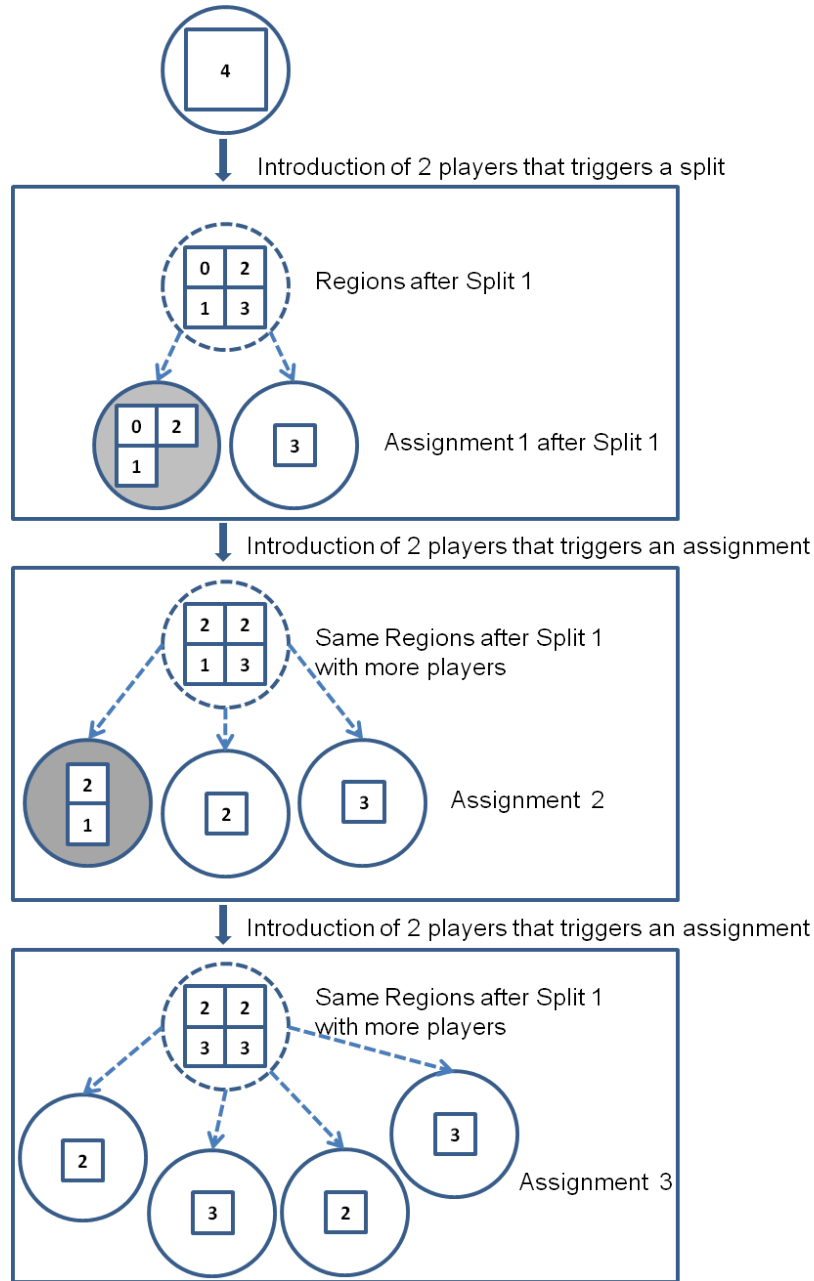 4
Introduction of 2 players that triggers a split
0 2
Regions after Split 1
1 3
0 2
3
Assignment 1 after Split 1
1
Introduction of 2 players that triggers an assignment
2 2
Same Regions after Split 1
1 3
with more players
2
2
3
Assignment 2
1
Introduction of 2 players that triggers an assignment
2 2
Same Regions after Split 1
with more players
3 3
2
3
2
3
Assignment 3